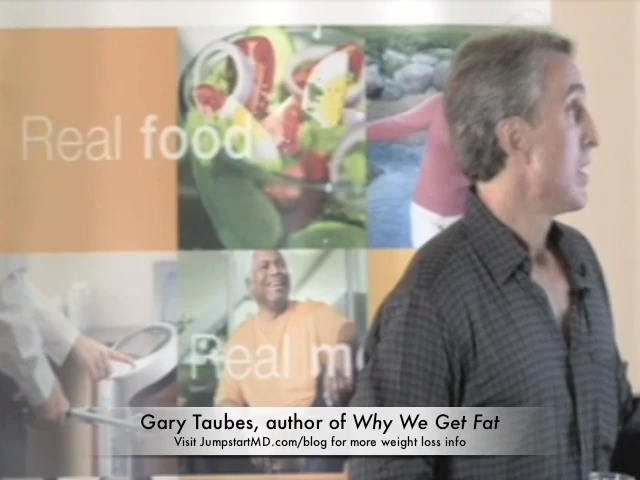 Real food
Real
Gary Taubes, author of Why We Get Fat
Visit JumpstartMD.com/blog for more weight loss info